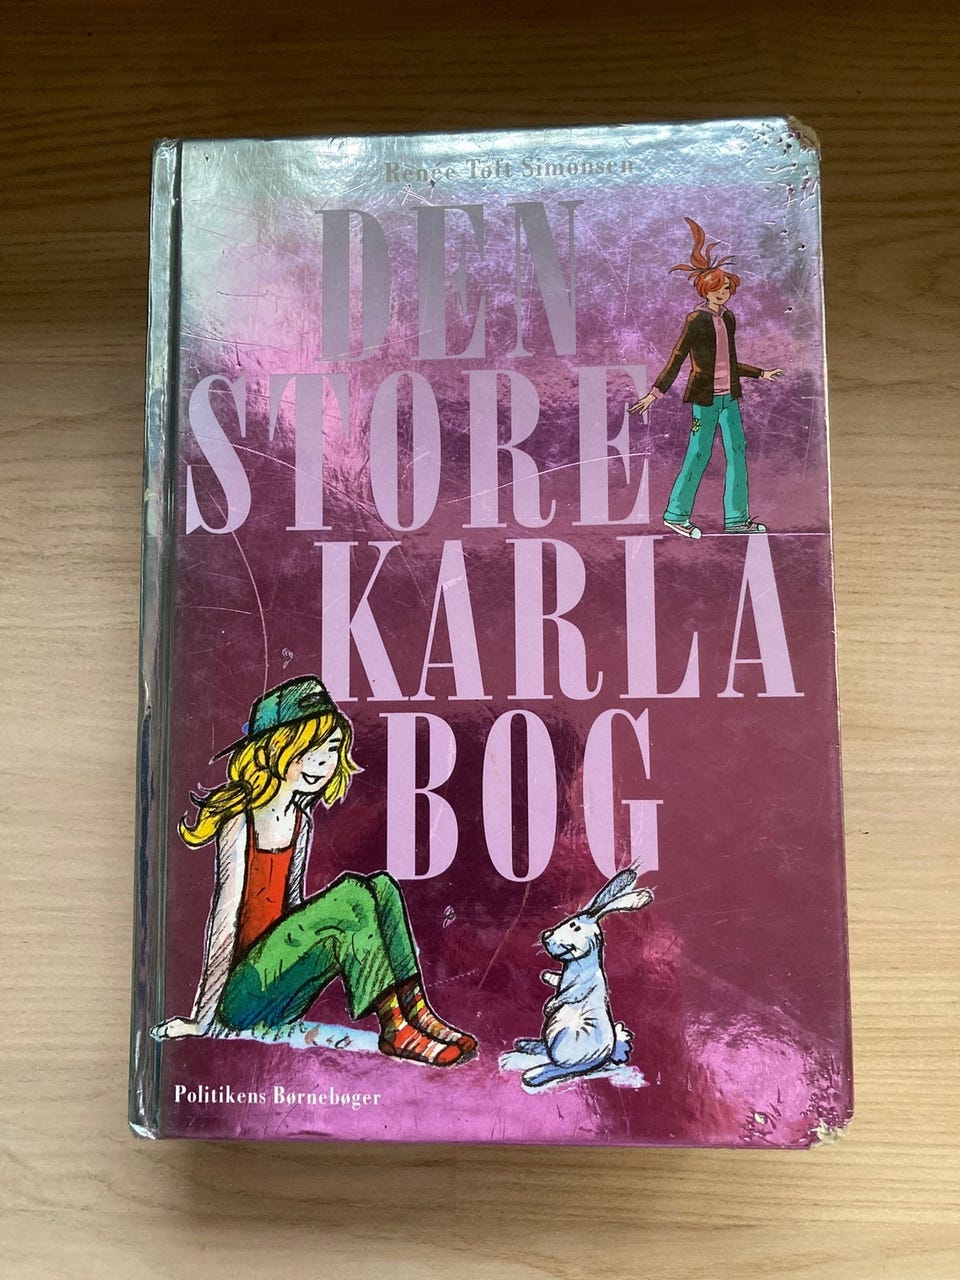 Renée Toft Simonsen
DEN
STORE
KARLA
BOG
Politikens Børnebøger